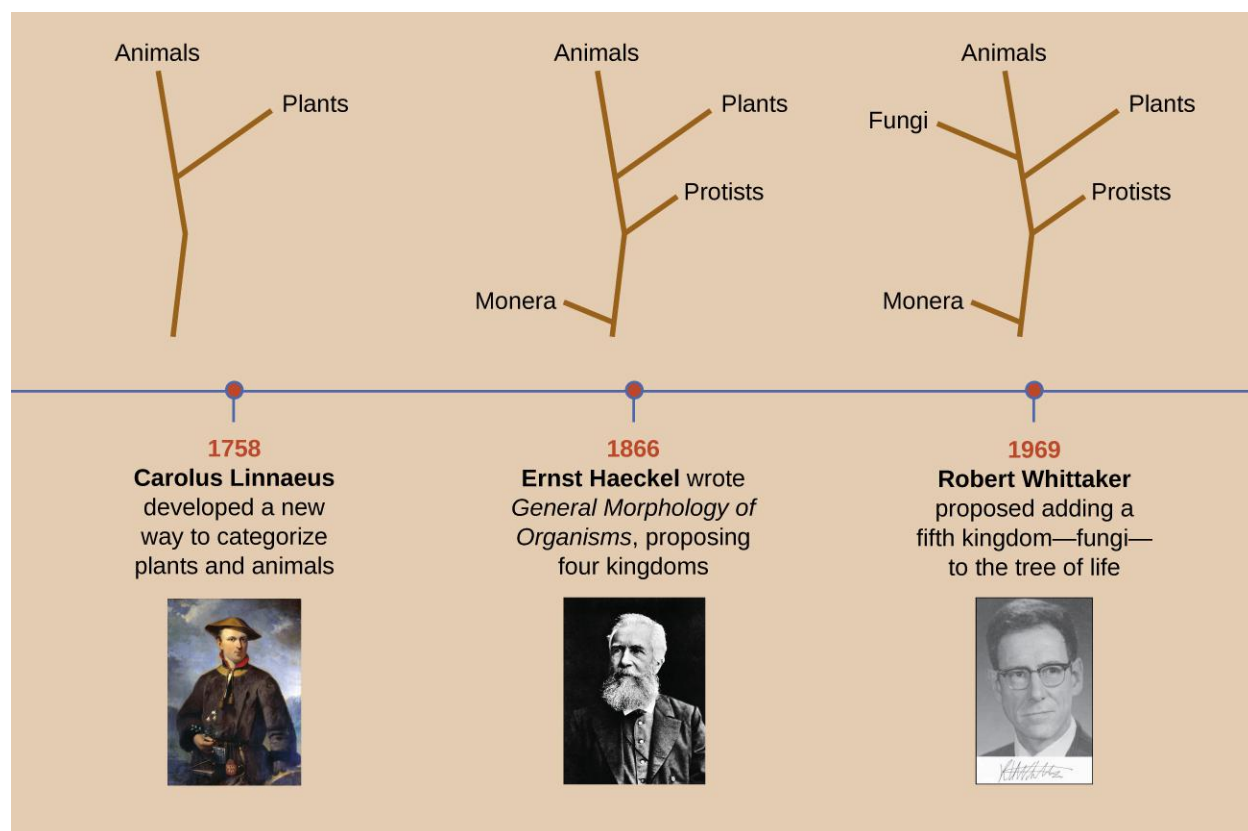 Animals
Plants
Animals
Plants
Protists
Monera
Animals
Fungi
Plants
Protists
Monera
1758
Carolus Linnaeus
developed a new
way to categorize
plants and animals
1866
Ernst Haeckel wrote
General Morphology of
Organisms, proposing
four kingdoms
1969
Robert Whittaker
proposed adding a
fifth kingdom—fungi—
to the tree of life